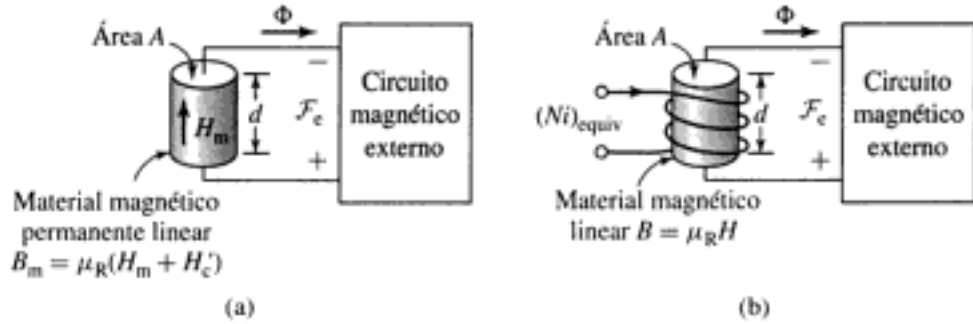 Φ
Área A
−
Circuito
magnético
externo
H_m
d
ℱ_e
+
Material magnético
permanente linear
B_m = μ_R(H_m + H'_c)
(a)
Φ
Área A
−
Circuito
magnético
externo
(Ni)_equiv
d
ℱ_e
+
Material magnético
linear B = μ_R H
(b)